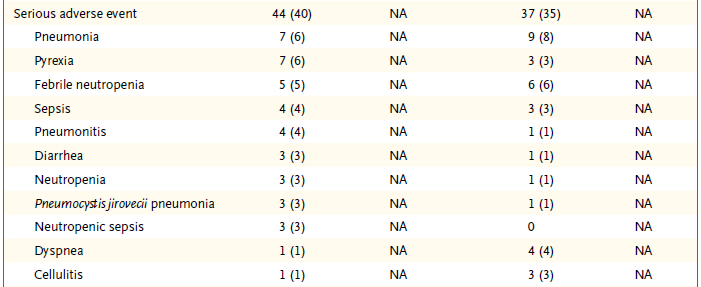 Serious adverse event 44 (40) NA 37 (35) NA
Pneumonia 7 (6) NA 9 (8) NA
Pyrexia 7 (6) NA 3 (3) NA
Febrile neutropenia 5 (5) NA 6 (6) NA
Sepsis 4 (4) NA 3 (3) NA
Pneumonitis 4 (4) NA 1 (1) NA
Diarrhea 3 (3) NA 1 (1) NA
Neutropenia 3 (3) NA 1 (1) NA
Pneumocystis jirovecii pneumonia 3 (3) NA 1 (1) NA
Neutropenic sepsis 3 (3) NA 0 NA
Dyspnea 1 (1) NA 4 (4) NA
Cellulitis 1 (1) NA 3 (3) NA